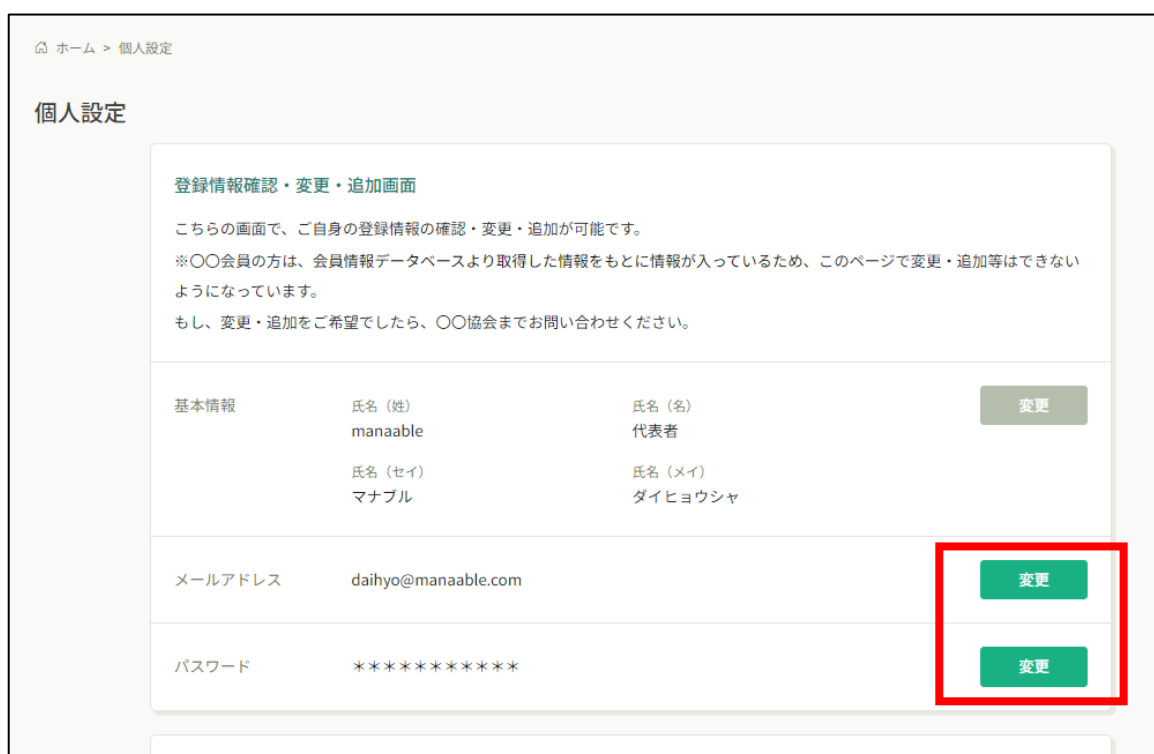 ホーム > 個人設定
個人設定
登録情報確認・変更・追加画面
こちらの画面で、ご自身の登録情報の確認・変更・追加が可能です。
※〇〇会員の方は、会員情報データベースより取得した情報をもとに情報が入っているため、このページで変更・追加等はできない
ようになっています。
もし、変更・追加をご希望でしたら、〇〇協会までお問い合わせください。
基本情報 氏名（姓） 氏名（名） 変更
manaable 代表者
氏名（セイ） 氏名（メイ）
マナブル ダイヒョウシャ
メールアドレス daihyo@manaable.com 変更
パスワード ＊＊＊＊＊＊＊＊＊＊＊ 変更